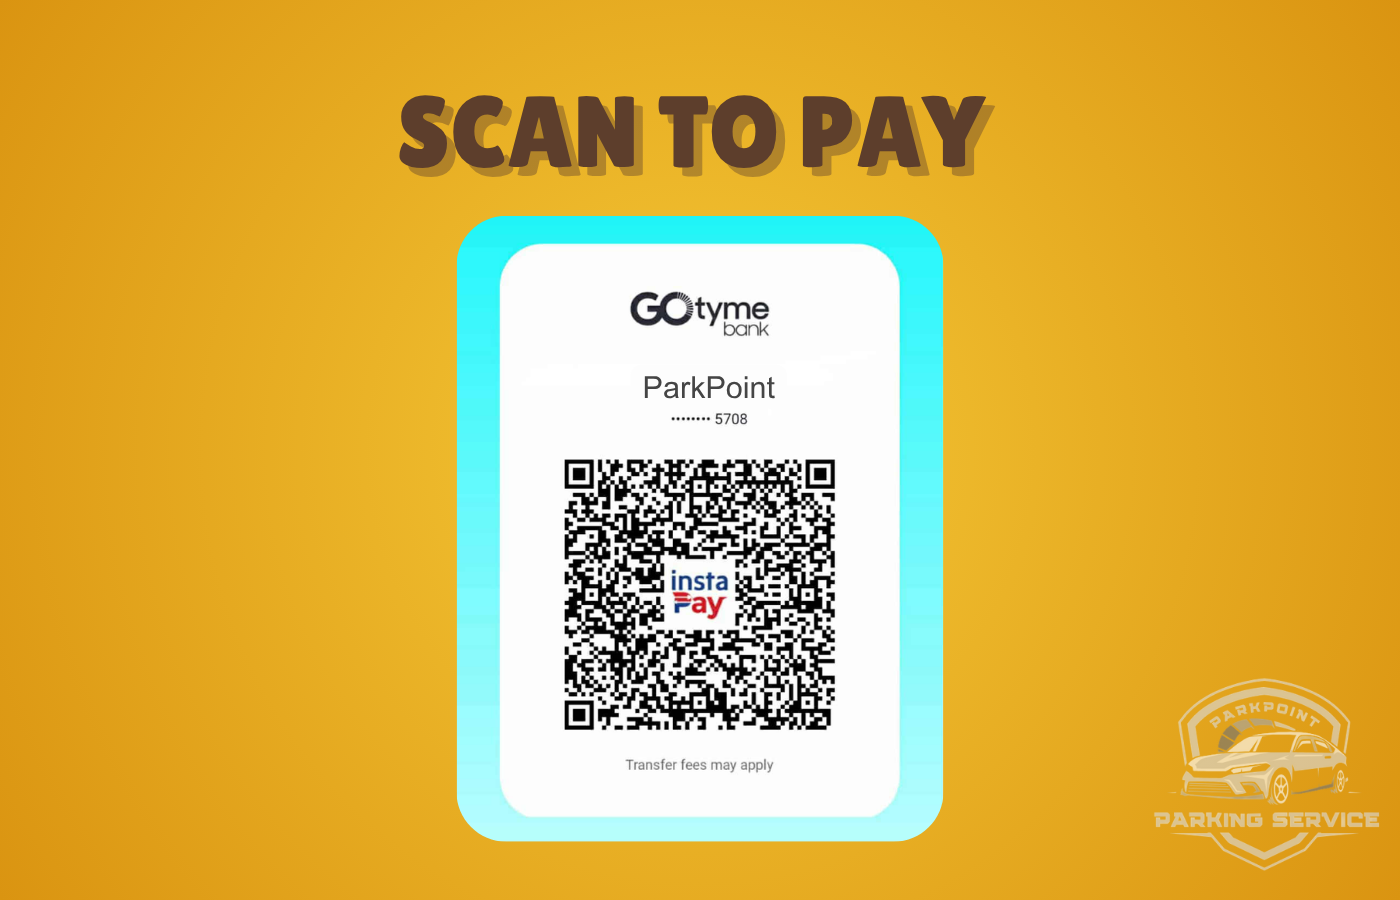 SCAN TO PAY
GOtyme
bank
ParkPoint
•••••••• 5708
insta
Pay
Transfer fees may apply
PARKPOINT
PARKING SERVICE